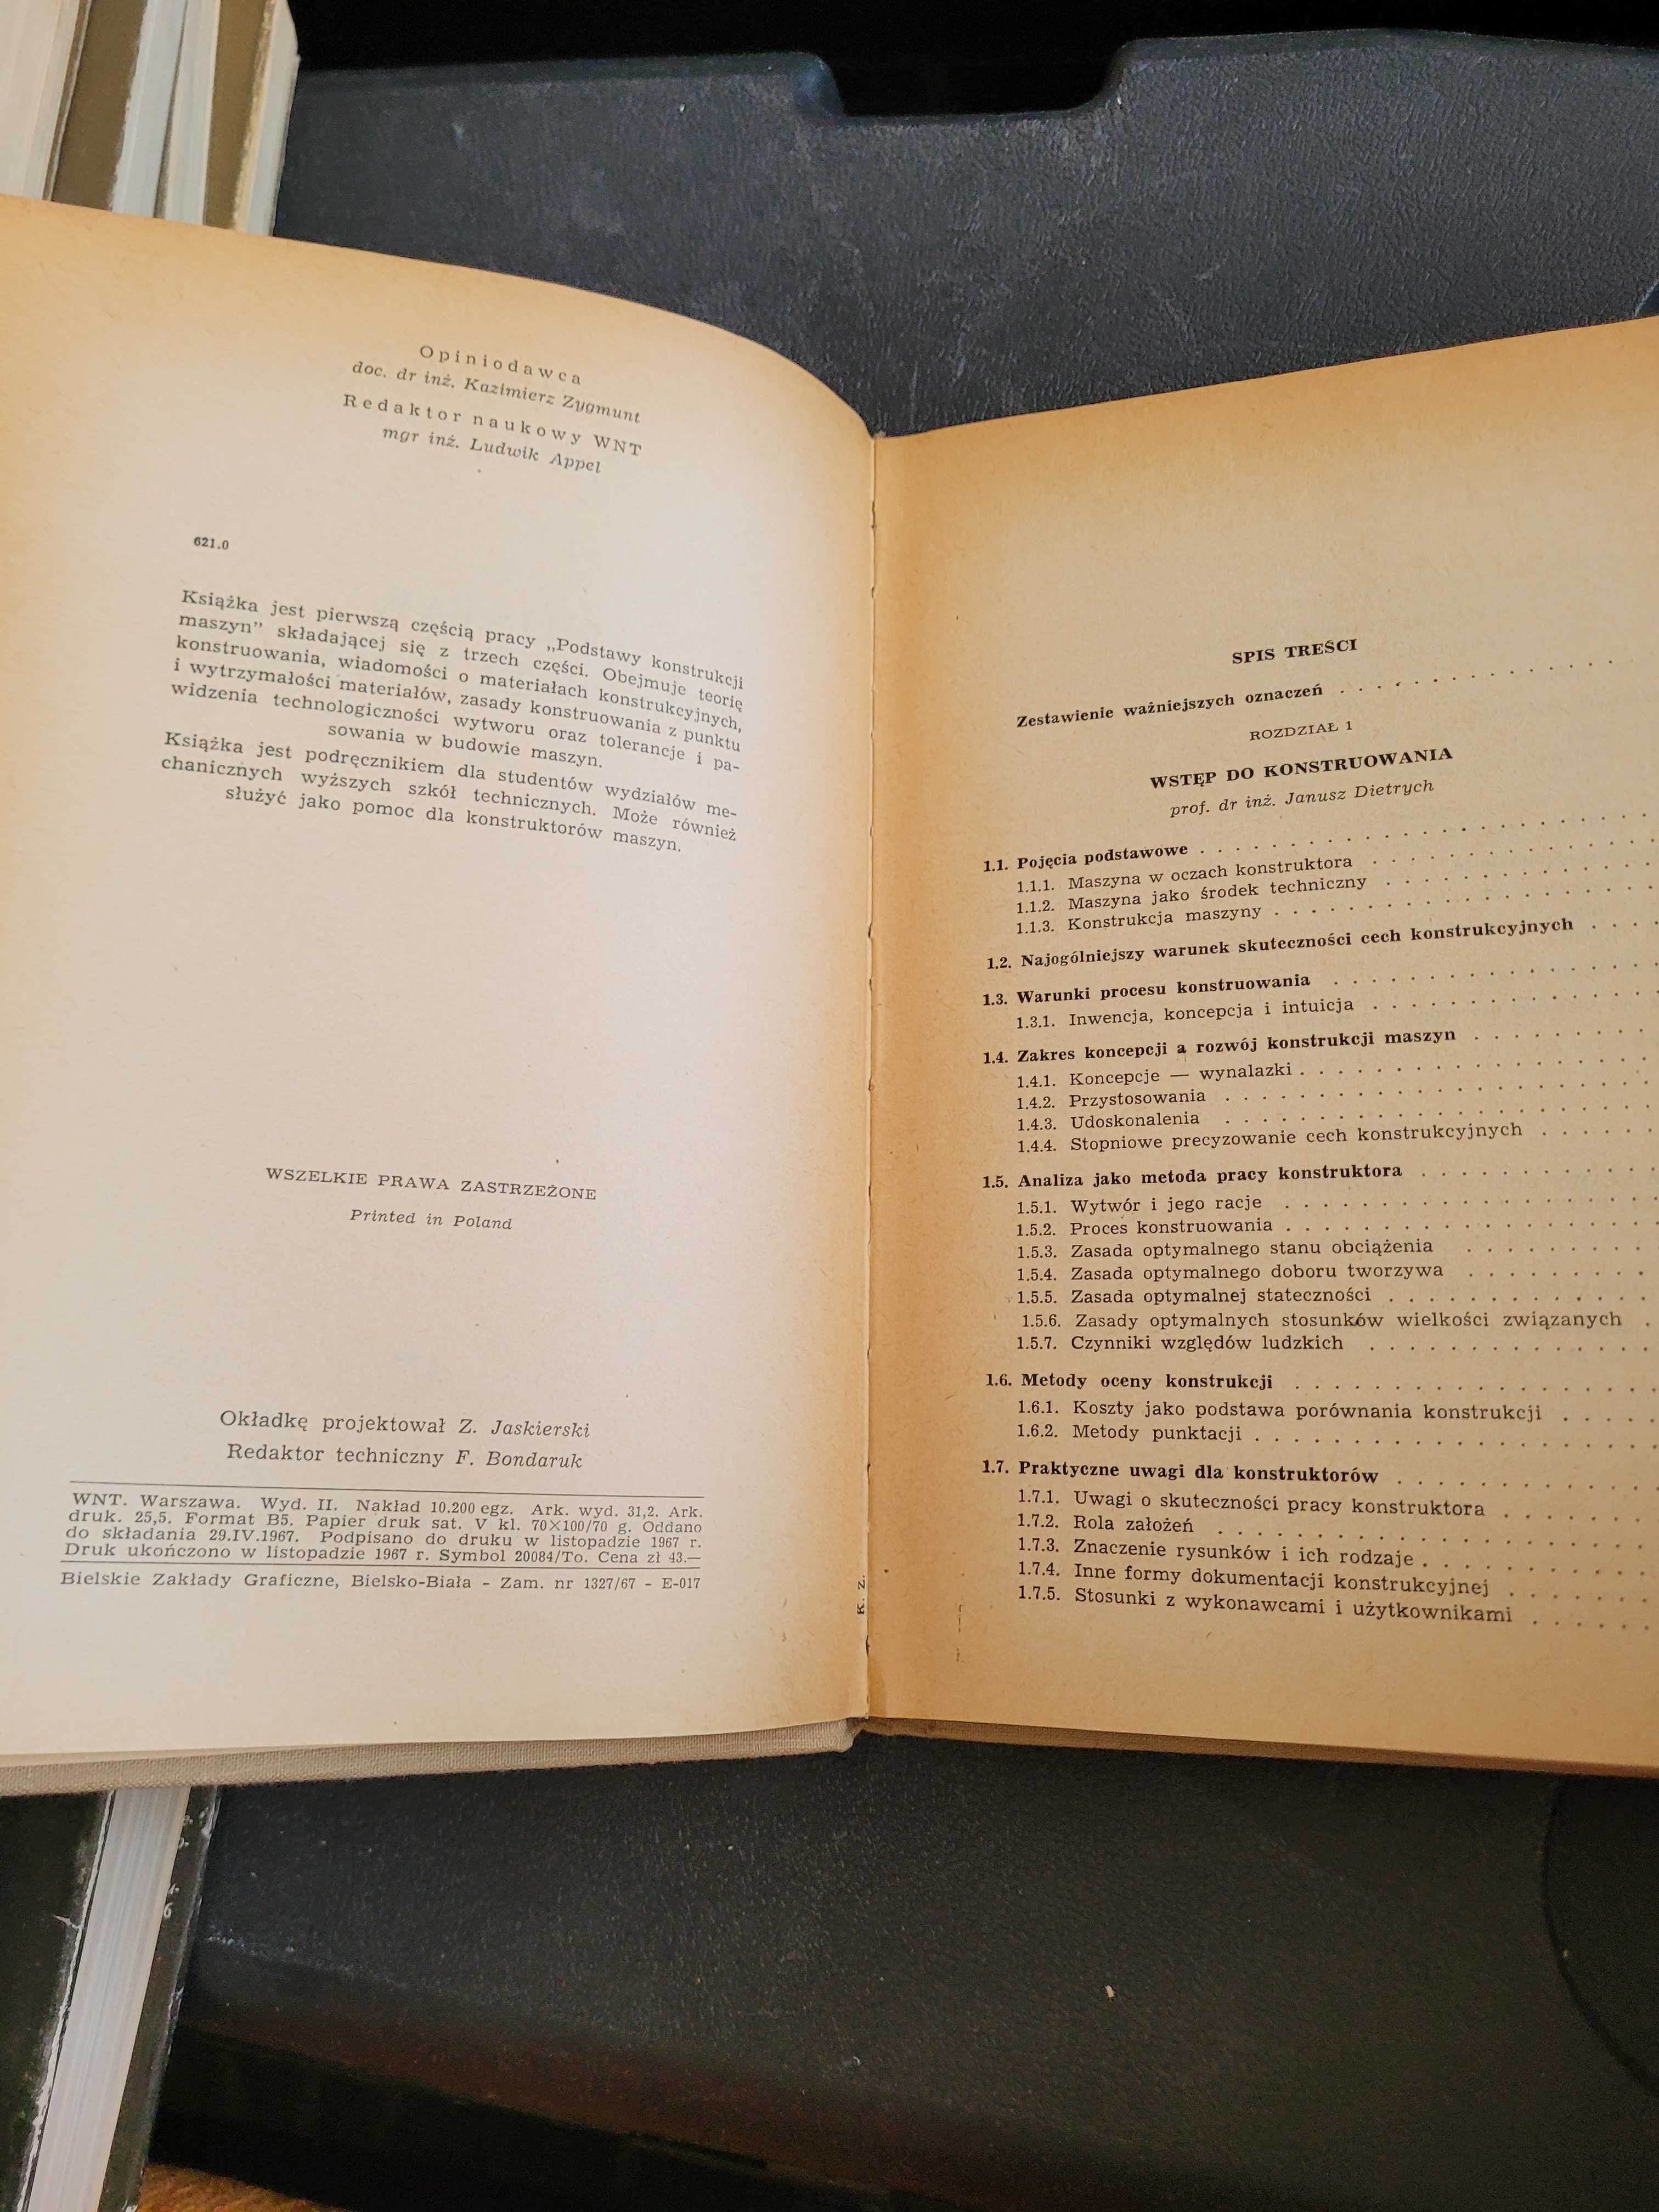 Opiniodawca
doc. dr inż. Kazimierz Zygmunt
Redaktor naukowy WNT
mgr inż. Ludwik Appel
621.0
Książka jest pierwszą częścią pracy „Podstawy konstrukcji
maszyn” składającej się z trzech części. Obejmuje teorię
konstruowania, wiadomości o materiałach konstrukcyjnych,
i wytrzymałości materiałów, zasady konstruowania z punktu
widzenia technologiczności wytworu oraz tolerancje i pa-
sowania w budowie maszyn.
Książka jest podręcznikiem dla studentów wydziałów me-
chanicznych wyższych szkół technicznych. Może również
służyć jako pomoc dla konstruktorów maszyn.
WSZELKIE PRAWA ZASTRZEŻONE
Printed in Poland
Okładkę projektował Z. Jaskierski
Redaktor techniczny F. Bondaruk
WNT. Warszawa. Wyd. II. Nakład 10.200 egz. Ark. wyd. 31,2. Ark.
druk. 25,5. Format B5. Papier druk sat. V kl. 70×100/70 g. Oddano
do składania 29.IV.1967. Podpisano do druku w listopadzie 1967 r.
Druk ukończono w listopadzie 1967 r. Symbol 20084/To. Cena zł 43.—
Bielskie Zakłady Graficzne, Bielsko-Biała - Zam. nr 1327/67 - E-017
K. Z.
SPIS TREŚCI
Zestawienie ważniejszych oznaczeń . . . . . . . . . . . .
ROZDZIAŁ 1
WSTĘP DO KONSTRUOWANIA
prof. dr inż. Janusz Dietrych
1.1. Pojęcia podstawowe . . . . . . . . . . . . . . . .
1.1.1. Maszyna w oczach konstruktora . . . . . . . . . .
1.1.2. Maszyna jako środek techniczny . . . . . . . . . .
1.1.3. Konstrukcja maszyny . . . . . . . . . . . . . .
1.2. Najogólniejszy warunek skuteczności cech konstrukcyjnych . . . .
1.3. Warunki procesu konstruowania . . . . . . . . . . . .
1.3.1. Inwencja, koncepcja i intuicja . . . . . . . . . . .
1.4. Zakres koncepcji a rozwój konstrukcji maszyn . . . . . . .
1.4.1. Koncepcje — wynalazki . . . . . . . . . . . . .
1.4.2. Przystosowania . . . . . . . . . . . . . . . .
1.4.3. Udoskonalenia . . . . . . . . . . . . . . . .
1.4.4. Stopniowe precyzowanie cech konstrukcyjnych . . . . .
1.5. Analiza jako metoda pracy konstruktora . . . . . . . . .
1.5.1. Wytwór i jego racje . . . . . . . . . . . . . .
1.5.2. Proces konstruowania . . . . . . . . . . . . . .
1.5.3. Zasada optymalnego stanu obciążenia . . . . . . . .
1.5.4. Zasada optymalnego doboru tworzywa . . . . . . . .
1.5.5. Zasada optymalnej stateczności . . . . . . . . . .
1.5.6. Zasady optymalnych stosunków wielkości związanych .
1.5.7. Czynniki względów ludzkich . . . . . . . . . . .
1.6. Metody oceny konstrukcji . . . . . . . . . . . . . .
1.6.1. Koszty jako podstawa porównania konstrukcji . . . .
1.6.2. Metody punktacji . . . . . . . . . . . . . . .
1.7. Praktyczne uwagi dla konstruktorów . . . . . . . . . .
1.7.1. Uwagi o skuteczności pracy konstruktora . . . . . .
1.7.2. Rola założeń . . . . . . . . . . . . . . . . .
1.7.3. Znaczenie rysunków i ich rodzaje . . . . . . . . .
1.7.4. Inne formy dokumentacji konstrukcyjnej . . . . . .
1.7.5. Stosunki z wykonawcami i użytkownikami . . . . . .